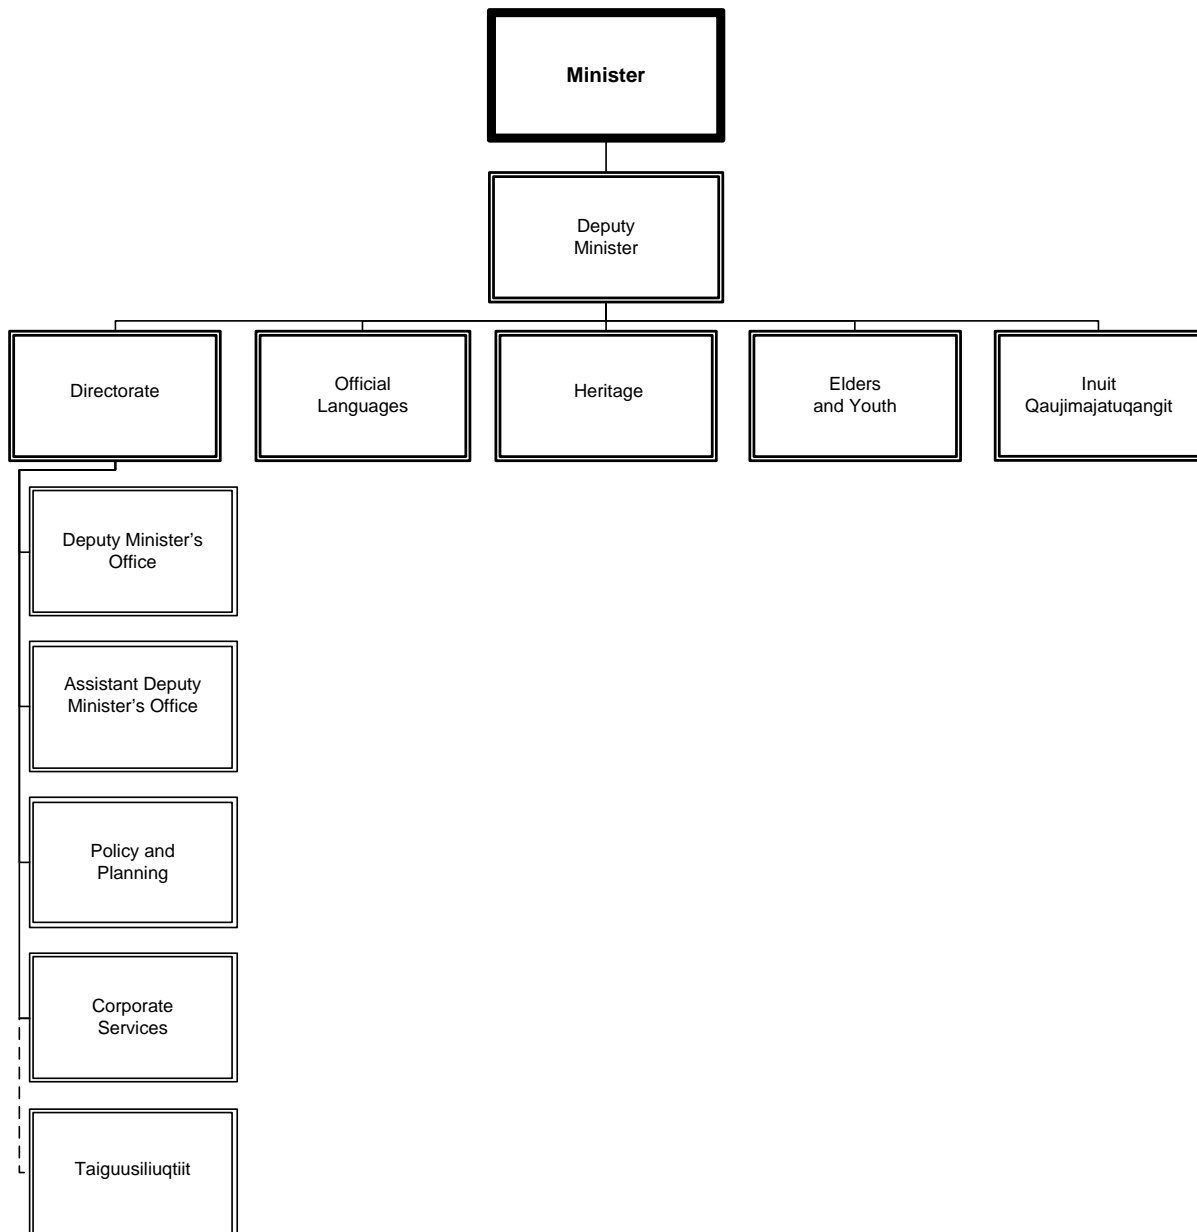 Minister
Deputy
Minister
Directorate
Official
Languages
Heritage
Elders
and Youth
Inuit
Qaujimajatuqangit
Deputy Minister’s
Office
Assistant Deputy
Minister’s Office
Policy and
Planning
Corporate
Services
Taiguusiliuqtiit